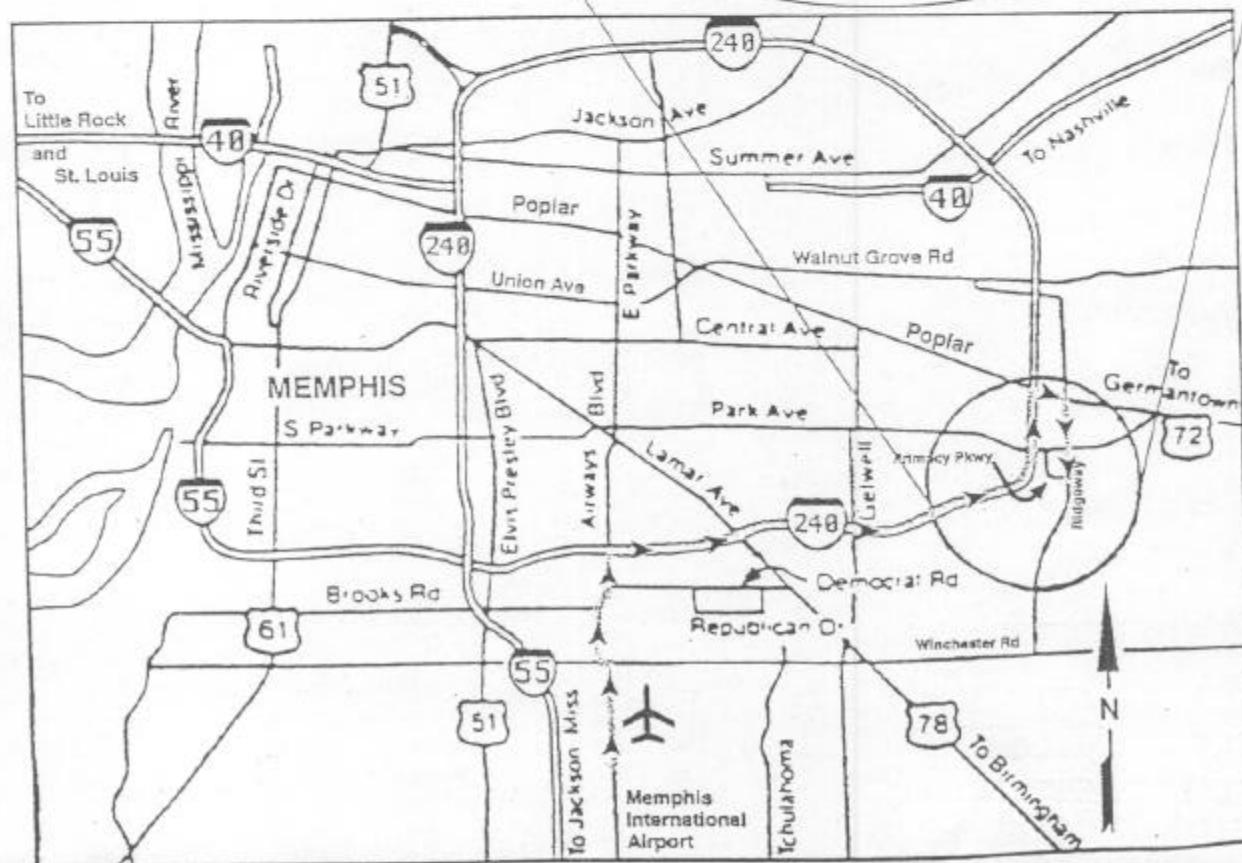 240
51
To
Little Rock
and
St. Louis
River
Mississippi
40
Jackson Ave
Summer Ave
To Nashville
40
55
Riverside Dr
240
Poplar
E Parkway
Walnut Grove Rd
Union Ave
Central Ave
Poplar
To
Germantown
72
MEMPHIS
S Parkway
Elvis Presley Blvd
Airways Blvd
Park Ave
Lamar Ave
Pkwy
Ridgeway
55
Third St
240
Brooks Rd
Democrat Rd
Republican Dr
61
Winchester Rd
55
51
To Jackson Miss
78
N
To Birmingham
Tchulahoma
Memphis
International
Airport